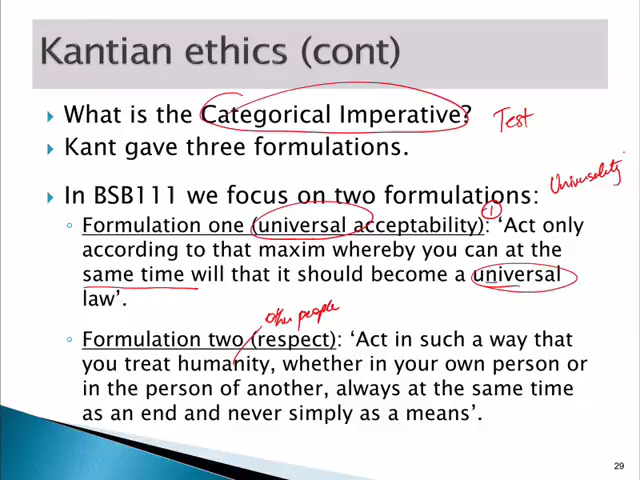 Kantian ethics (cont)
What is the Categorical Imperative? Test
Kant gave three formulations.
Universality
In BSB111 we focus on two formulations:
1
Formulation one (universal acceptability): ‘Act only
according to that maxim whereby you can at the
same time will that it should become a universal
law’.
other people
Formulation two (respect): ‘Act in such a way that
you treat humanity, whether in your own person or
in the person of another, always at the same time
as an end and never simply as a means’.
29